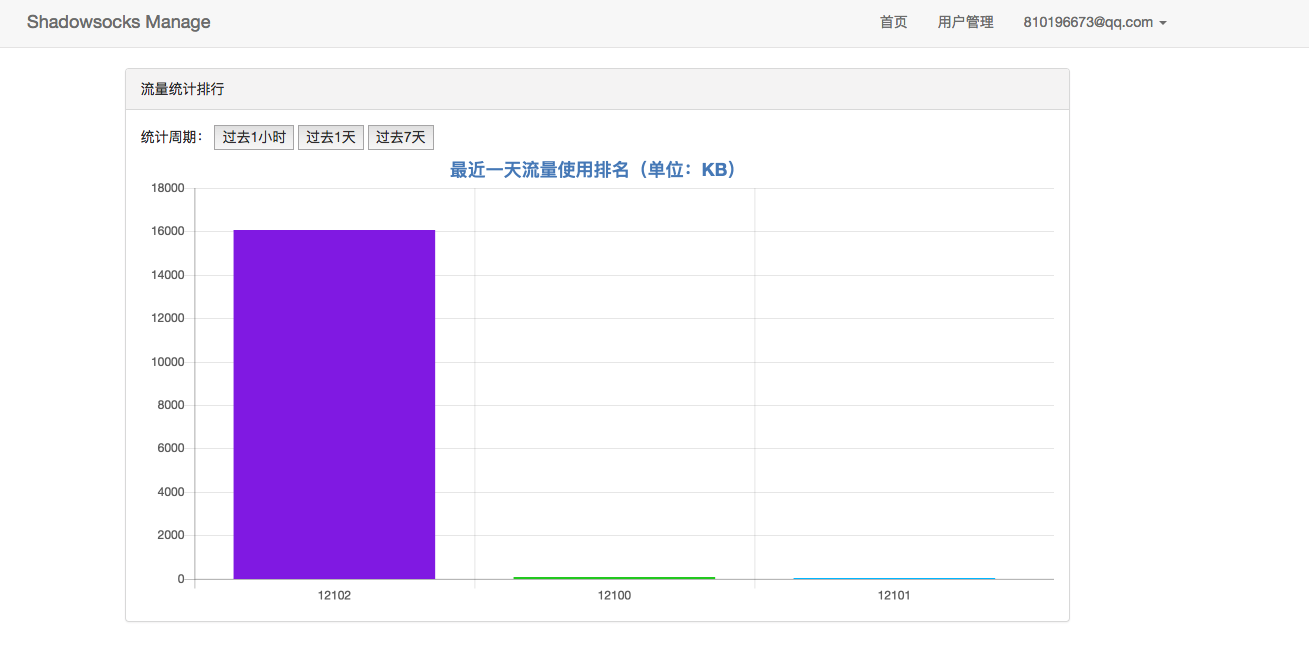 Shadowsocks Manage 首页 用户管理 810196673@qq.com
流量统计排行
统计周期： 过去1小时 过去1天 过去7天
最近一天流量使用排名（单位：KB）
18000
16000
14000
12000
10000
8000
6000
4000
2000
0
12102 12100 12101